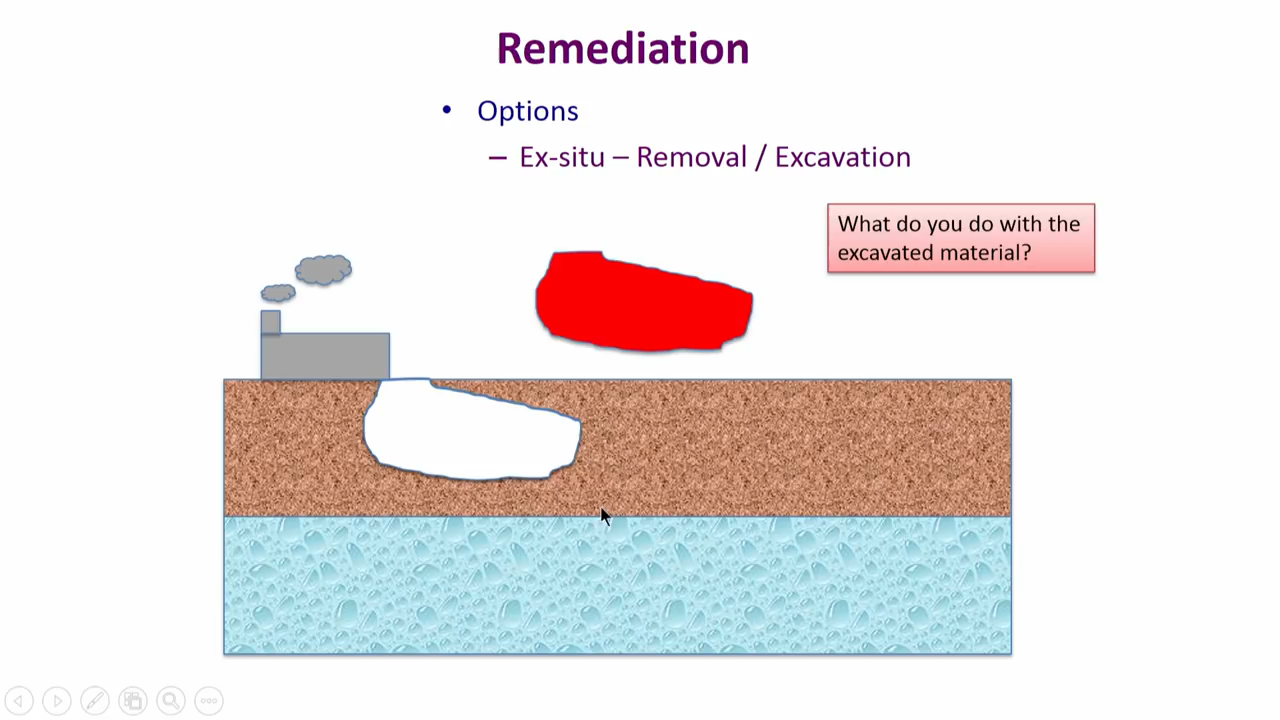 Remediation
• Options
– Ex-situ – Removal / Excavation
What do you do with the
excavated material?